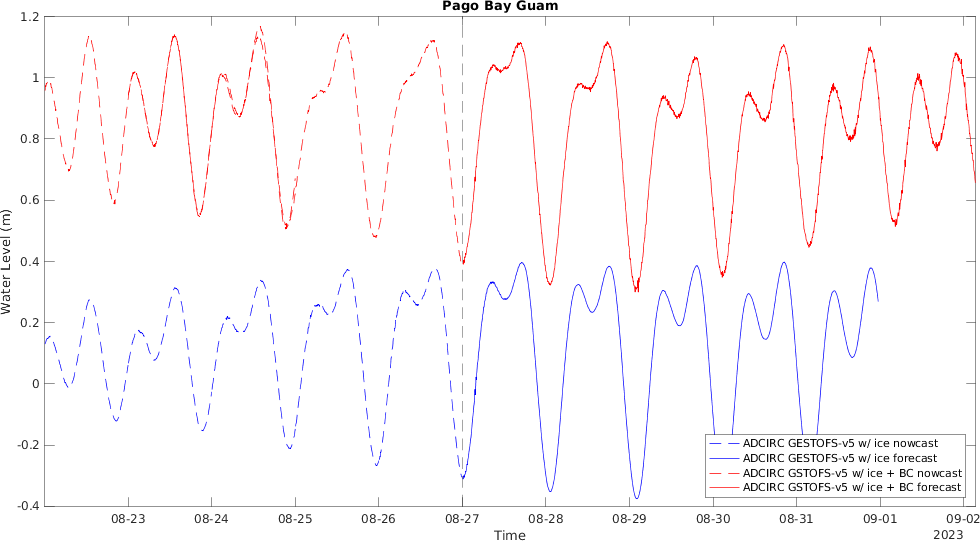 Pago Bay Guam
1.2
1
0.8
0.6
0.4
0.2
0
-0.2
-0.4
Water Level (m)
ADCIRC GESTOFS-v5 w/ ice nowcast
ADCIRC GESTOFS-v5 w/ ice forecast
ADCIRC GSTOFS-v5 w/ ice + BC nowcast
ADCIRC GSTOFS-v5 w/ ice + BC forecast
08-23 08-24 08-25 08-26 08-27 08-28 08-29 08-30 08-31 09-01 09-02
Time
2023